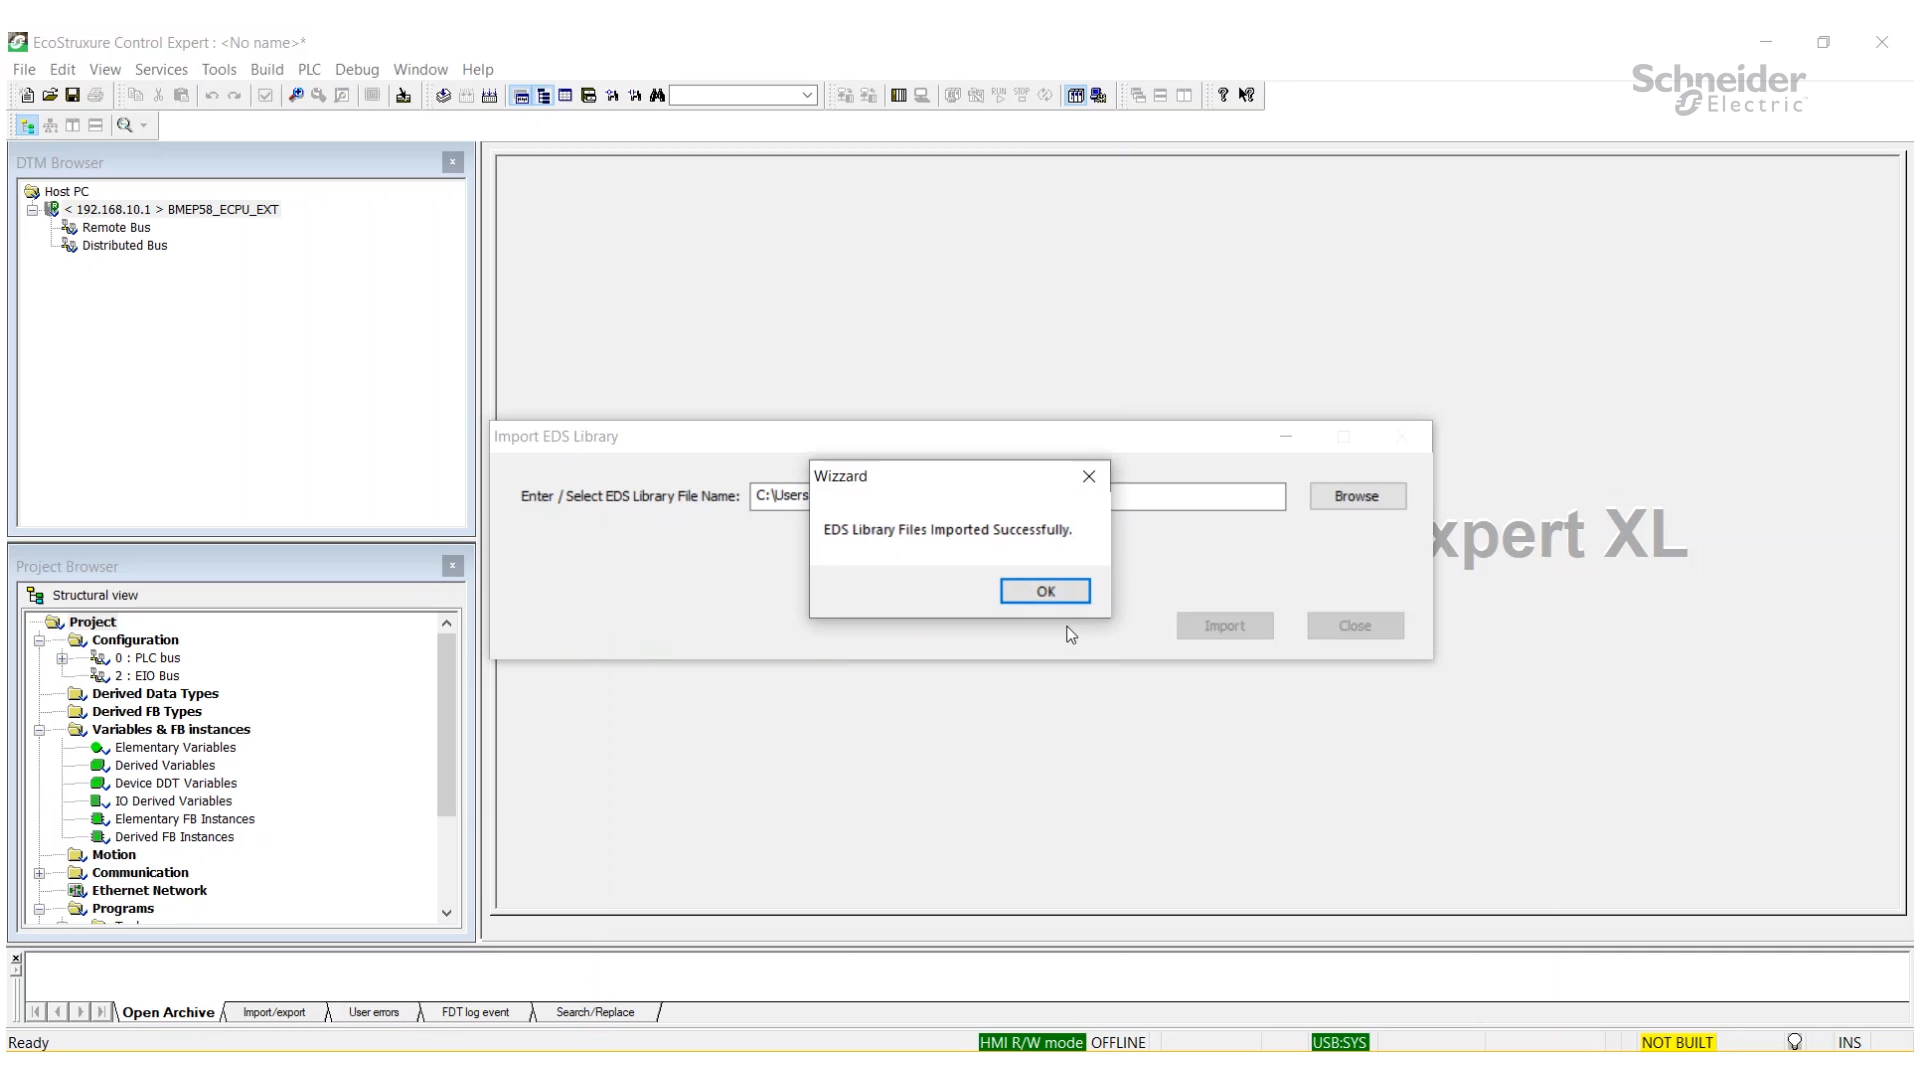 EcoStruxure Control Expert : <No name>*
File Edit View Services Tools Build PLC Debug Window Help
RUN STOP
Schneider
Electric
DTM Browser
Host PC
< 192.168.10.1 > BMEP58_ECPU_EXT
Remote Bus
Distributed Bus
Import EDS Library
Wizzard
Enter / Select EDS Library File Name: C:\Users
Browse
EDS Library Files Imported Successfully.
OK
Import Close
xpert XL
Project Browser
Structural view
Project
Configuration
0 : PLC bus
2 : EIO Bus
Derived Data Types
Derived FB Types
Variables & FB instances
Elementary Variables
Derived Variables
Device DDT Variables
IO Derived Variables
Elementary FB Instances
Derived FB Instances
Motion
Communication
Ethernet Network
Programs
Open Archive Import/export User errors FDT log event Search/Replace
Ready HMI R/W mode OFFLINE USB:SYS NOT BUILT INS